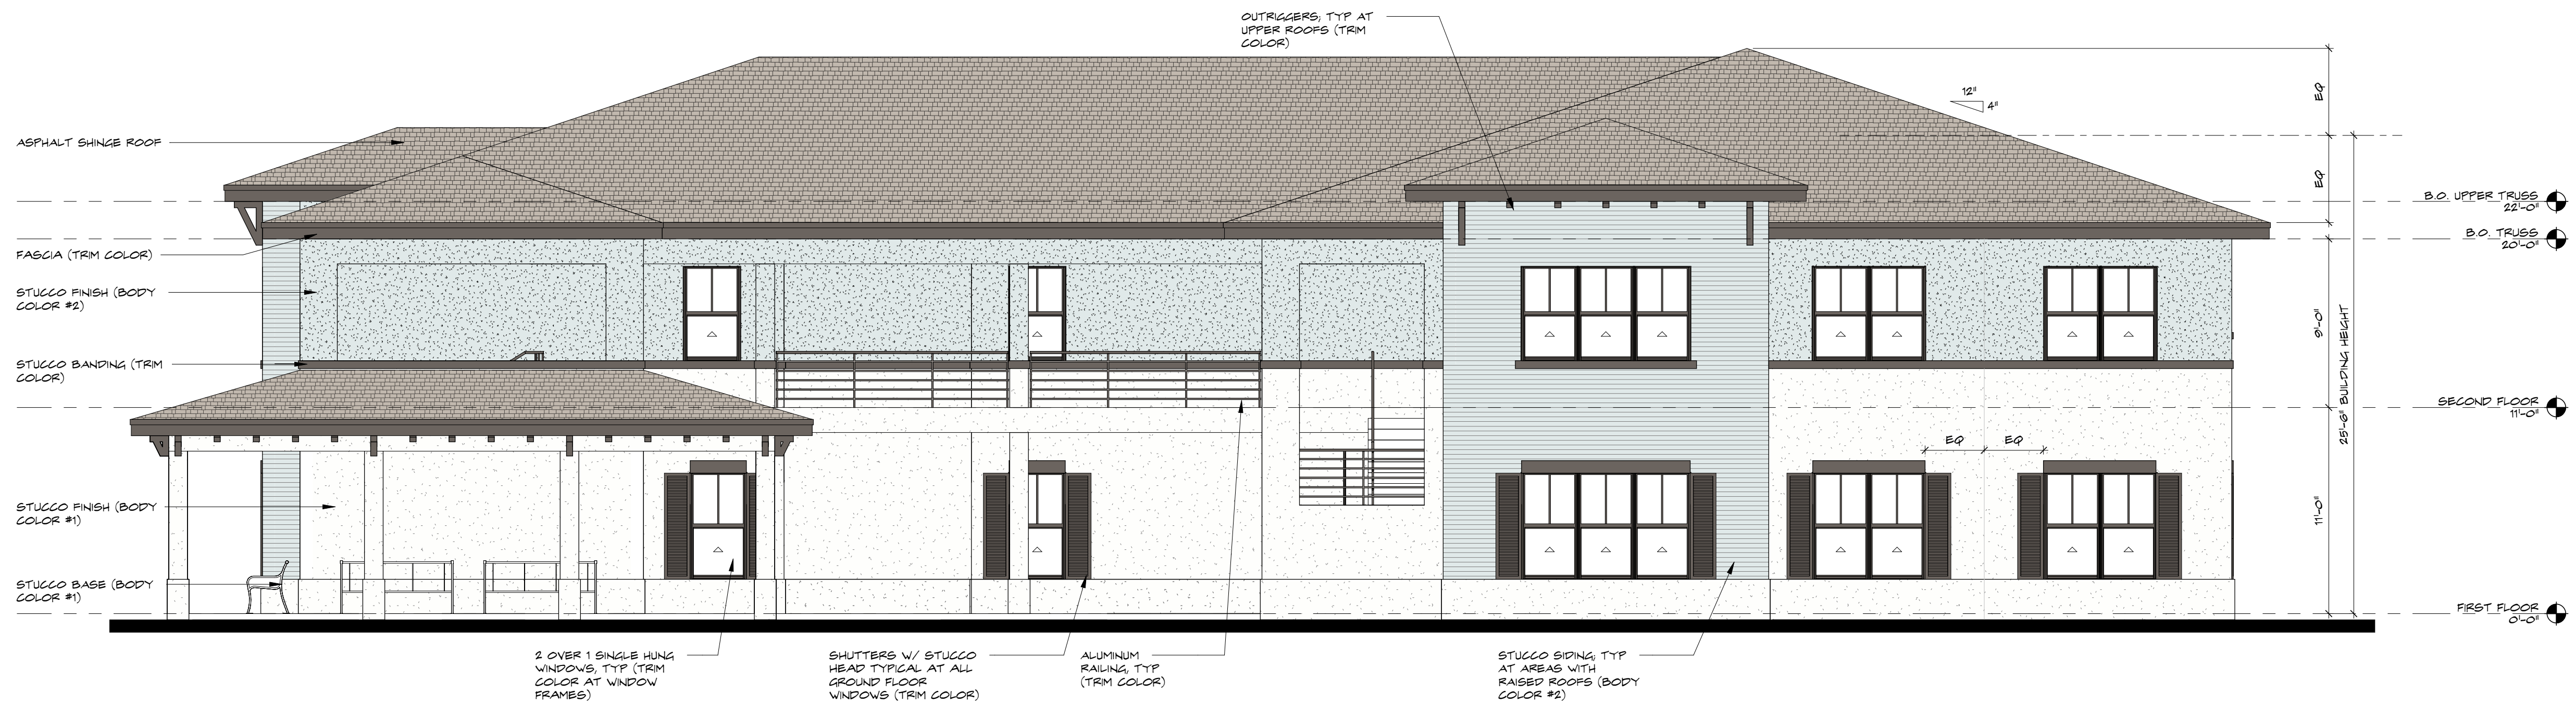 OUTRIGGERS; TYP AT
UPPER ROOFS (TRIM
COLOR)
12"
4"
EQ
ASPHALT SHINGE ROOF
EQ
B.O. UPPER TRUSS
22'-0"
B.O. TRUSS
20'-0"
FASCIA (TRIM COLOR)
STUCCO FINISH (BODY
COLOR #2)
9'-0"
25'-6" BUILDING HEIGHT
STUCCO BANDING (TRIM
COLOR)
SECOND FLOOR
11'-0"
EQ
EQ
STUCCO FINISH (BODY
COLOR #1)
11'-0"
STUCCO BASE (BODY
COLOR #1)
FIRST FLOOR
0'-0"
2 OVER 1 SINGLE HUNG
WINDOWS, TYP (TRIM
COLOR AT WINDOW
FRAMES)
SHUTTERS W/ STUCCO
HEAD TYPICAL AT ALL
GROUND FLOOR
WINDOWS (TRIM COLOR)
ALUMINUM
RAILING, TYP
(TRIM COLOR)
STUCCO SIDING; TYP
AT AREAS WITH
RAISED ROOFS (BODY
COLOR #2)